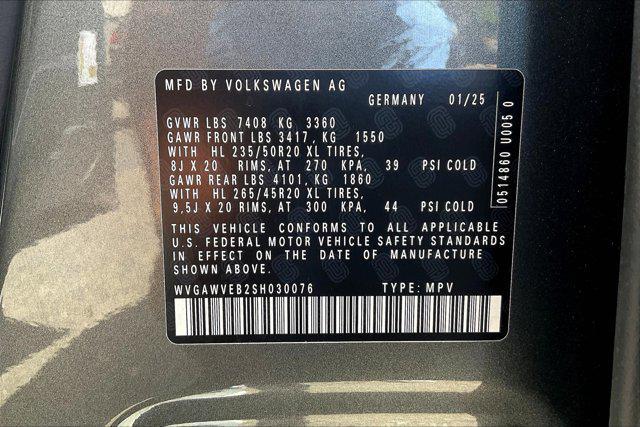 MFD BY VOLKSWAGEN AG
GERMANY 01/25
GVWR LBS 7408 KG 3360
GAWR FRONT LBS 3417, KG 1550
WITH HL 235/50R20 XL TIRES,
8J X 20 RIMS, AT 270 KPA, 39 PSI COLD
GAWR REAR LBS 4101, KG 1860
WITH HL 265/45R20 XL TIRES,
9,5J X 20 RIMS, AT 300 KPA, 44 PSI COLD
THIS VEHICLE CONFORMS TO ALL APPLICABLE
U.S. FEDERAL MOTOR VEHICLE SAFETY STANDARDS
IN EFFECT ON THE DATE OF MANUFACTURE
SHOWN ABOVE.
WVGAWVEB2SH030076 TYPE: MPV
0514860 U005 0